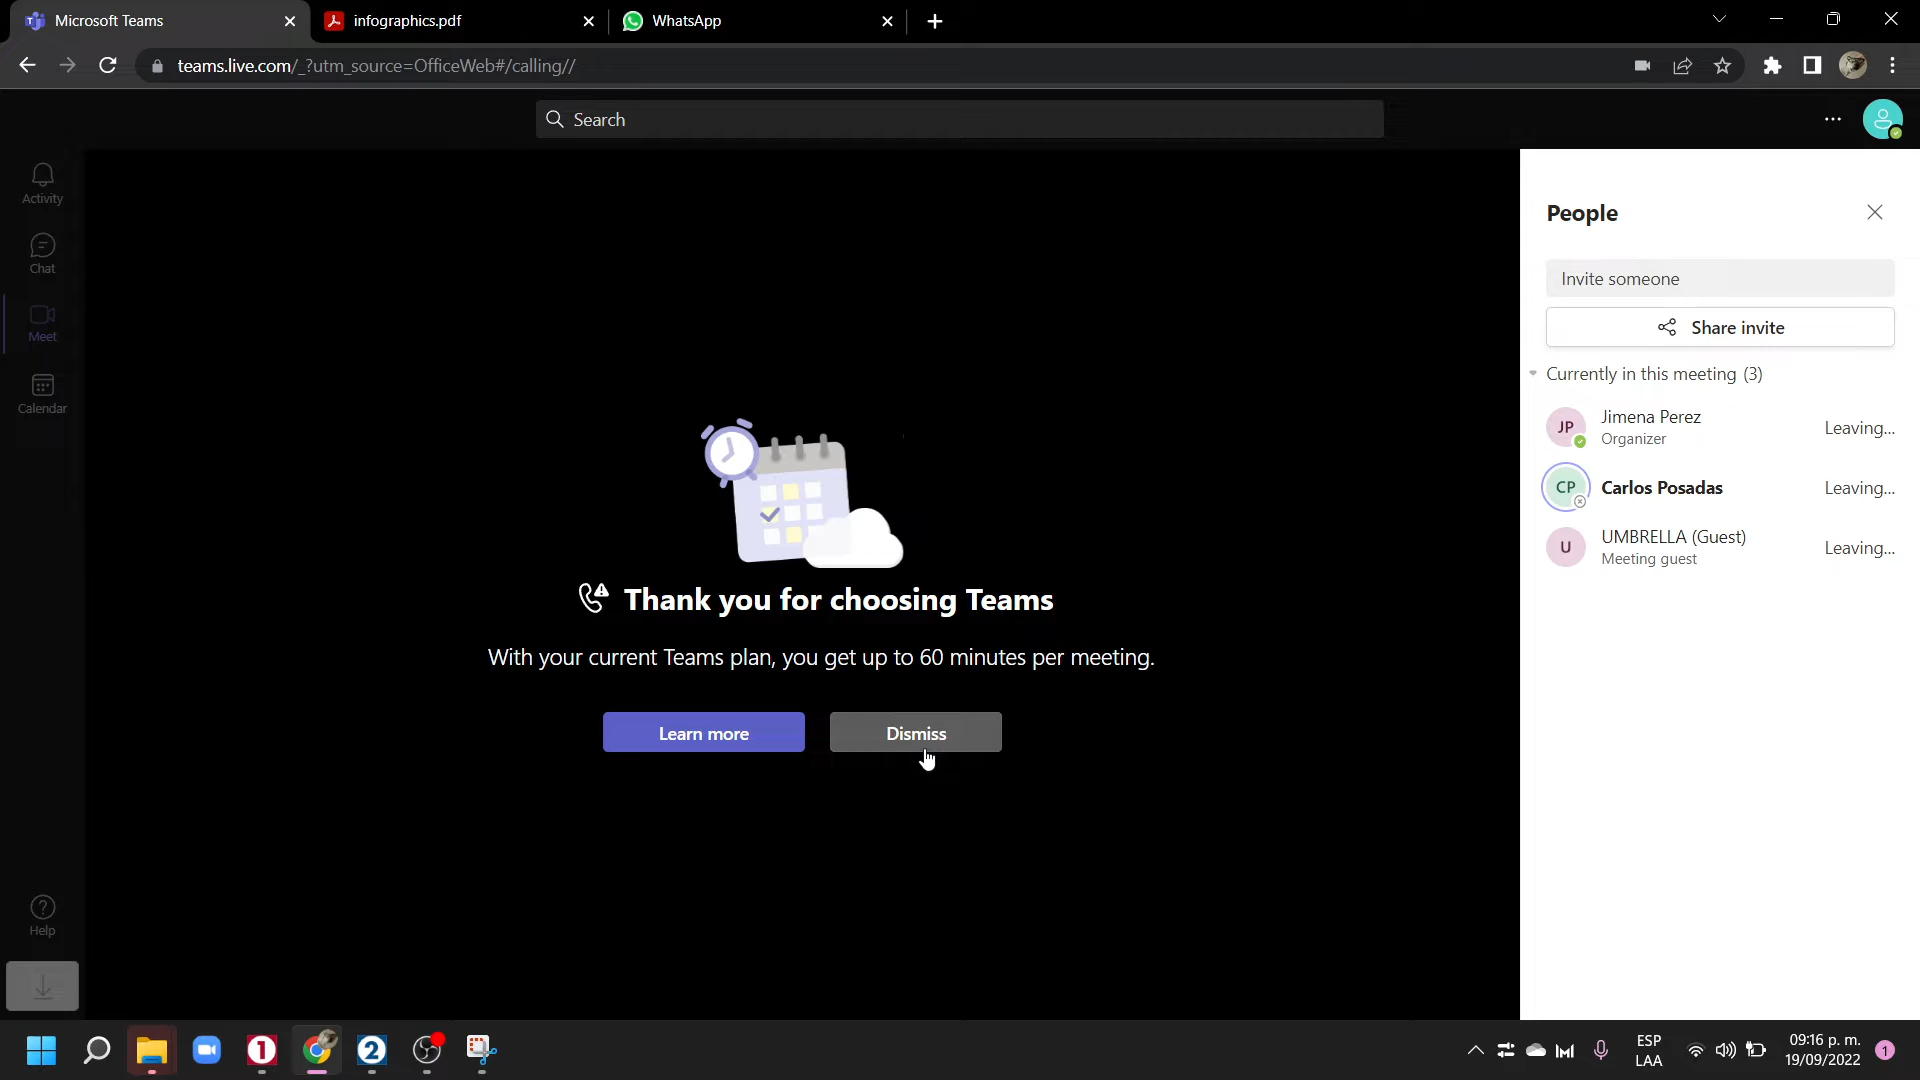 Microsoft Teams
infographics.pdf
WhatsApp
teams.live.com/_?utm_source=OfficeWeb#/calling//
Search
Activity
Chat
Meet
Calendar
Help
Thank you for choosing Teams
With your current Teams plan, you get up to 60 minutes per meeting.
Learn more
Dismiss
People
Invite someone
Share invite
Currently in this meeting (3)
JP
Jimena Perez
Organizer
Leaving...
CP
Carlos Posadas
Leaving...
U
UMBRELLA (Guest)
Meeting guest
Leaving...
1
2
ESP
LAA
09:16 p. m.
19/09/2022
1